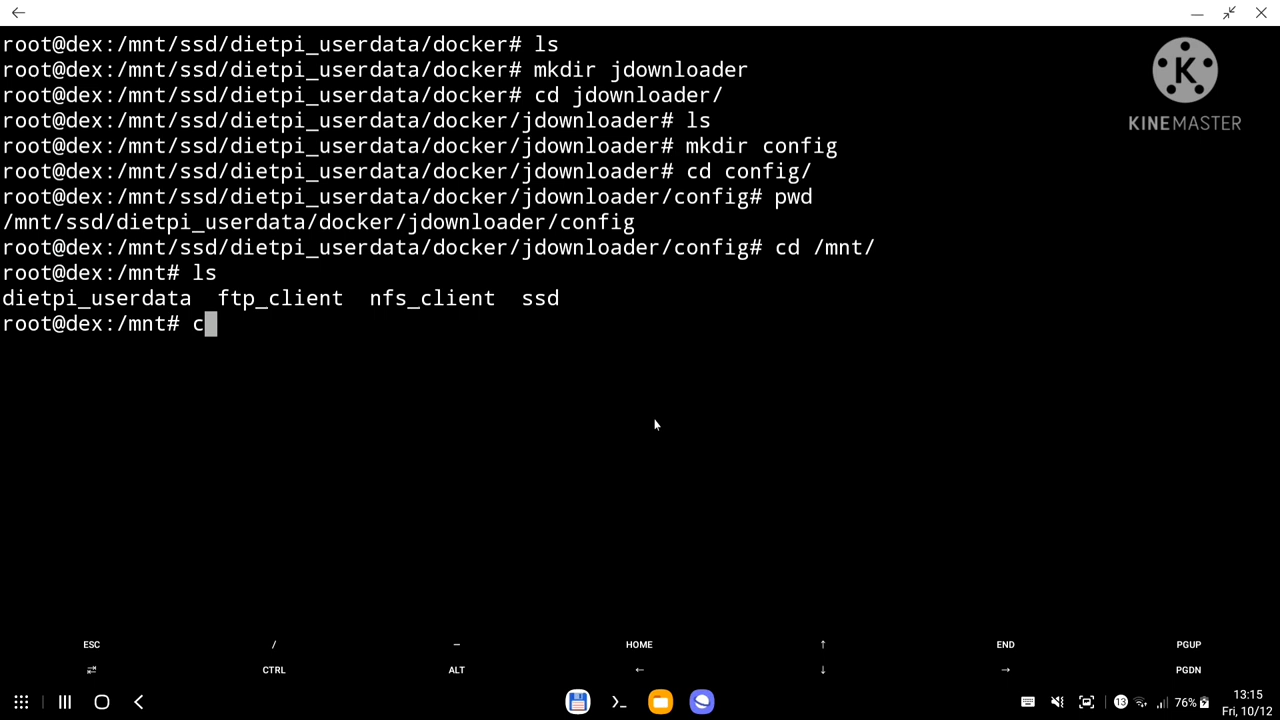 root@dex:/mnt/ssd/dietpi_userdata/docker# ls
root@dex:/mnt/ssd/dietpi_userdata/docker# mkdir jdownloader
root@dex:/mnt/ssd/dietpi_userdata/docker# cd jdownloader/
root@dex:/mnt/ssd/dietpi_userdata/docker/jdownloader# ls
root@dex:/mnt/ssd/dietpi_userdata/docker/jdownloader# mkdir config
root@dex:/mnt/ssd/dietpi_userdata/docker/jdownloader# cd config/
root@dex:/mnt/ssd/dietpi_userdata/docker/jdownloader/config# pwd
/mnt/ssd/dietpi_userdata/docker/jdownloader/config
root@dex:/mnt/ssd/dietpi_userdata/docker/jdownloader/config# cd /mnt/
root@dex:/mnt# ls
dietpi_userdata  ftp_client  nfs_client  ssd
root@dex:/mnt# c
K
KINEMASTER
ESC / – HOME ↑ END PGUP
⇄ CTRL ALT ← ↓ → PGDN
13 76% 13:15
Fri, 10/12